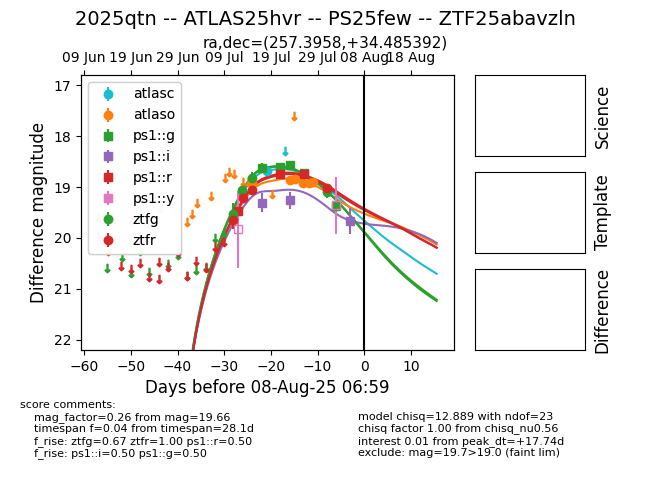 2025qtn -- ATLAS25hvr -- PS25few -- ZTF25abavzln
ra,dec=(257.3958,+34.485392)
09 Jun 19 Jun 29 Jun 09 Jul 19 Jul 29 Jul 08 Aug 18 Aug
17
18
19
20
21
22
Difference magnitude
atlasc
atlaso
ps1::g
ps1::i
ps1::r
ps1::y
ztfg
ztfr
−60 −50 −40 −30 −20 −10 0 10
Days before 08-Aug-25 06:59
Science
Template
Difference
score comments:
mag_factor=0.26 from mag=19.66
timespan f=0.04 from timespan=28.1d
f_rise: ztfg=0.67 ztfr=1.00 ps1::r=0.50
f_rise: ps1::i=0.50 ps1::g=0.50
model chisq=12.889 with ndof=23
chisq factor 1.00 from chisq_nu0.56
interest 0.01 from peak_dt=+17.74d
exclude: mag=19.7>19.0 (faint lim)